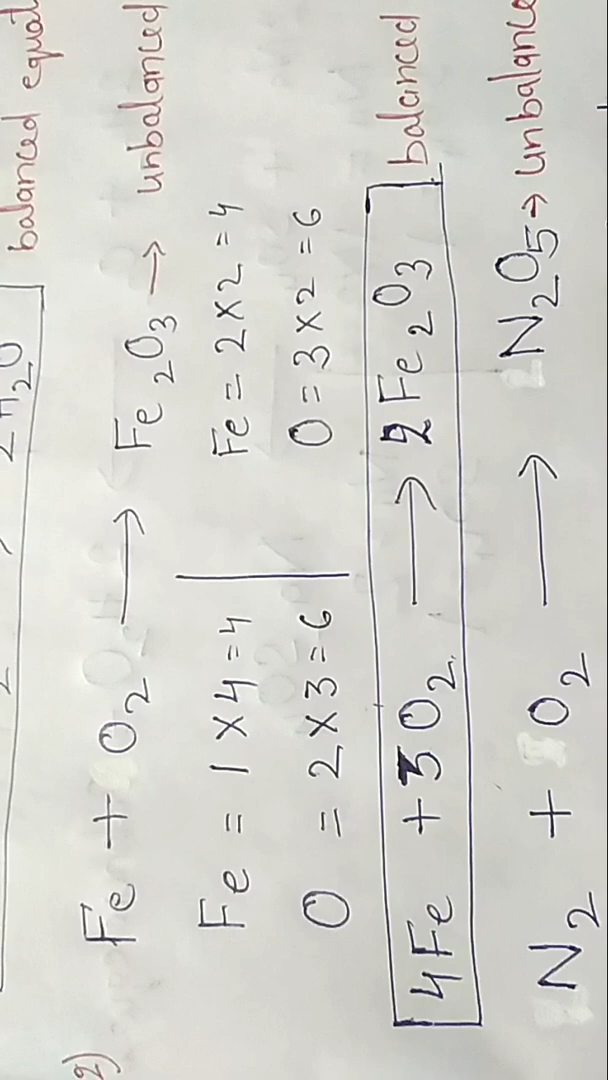 2H₂O balanced equat
2) Fe + O₂ → Fe₂O₃ → unbalanced
Fe = 1 × 4 = 4 Fe = 2 × 2 = 4
O = 2 × 3 = 6 O = 3 × 2 = 6
4Fe + 3O₂ → 2Fe₂O₃ balanced
N₂ + O₂ → N₂O₅ → unbalance